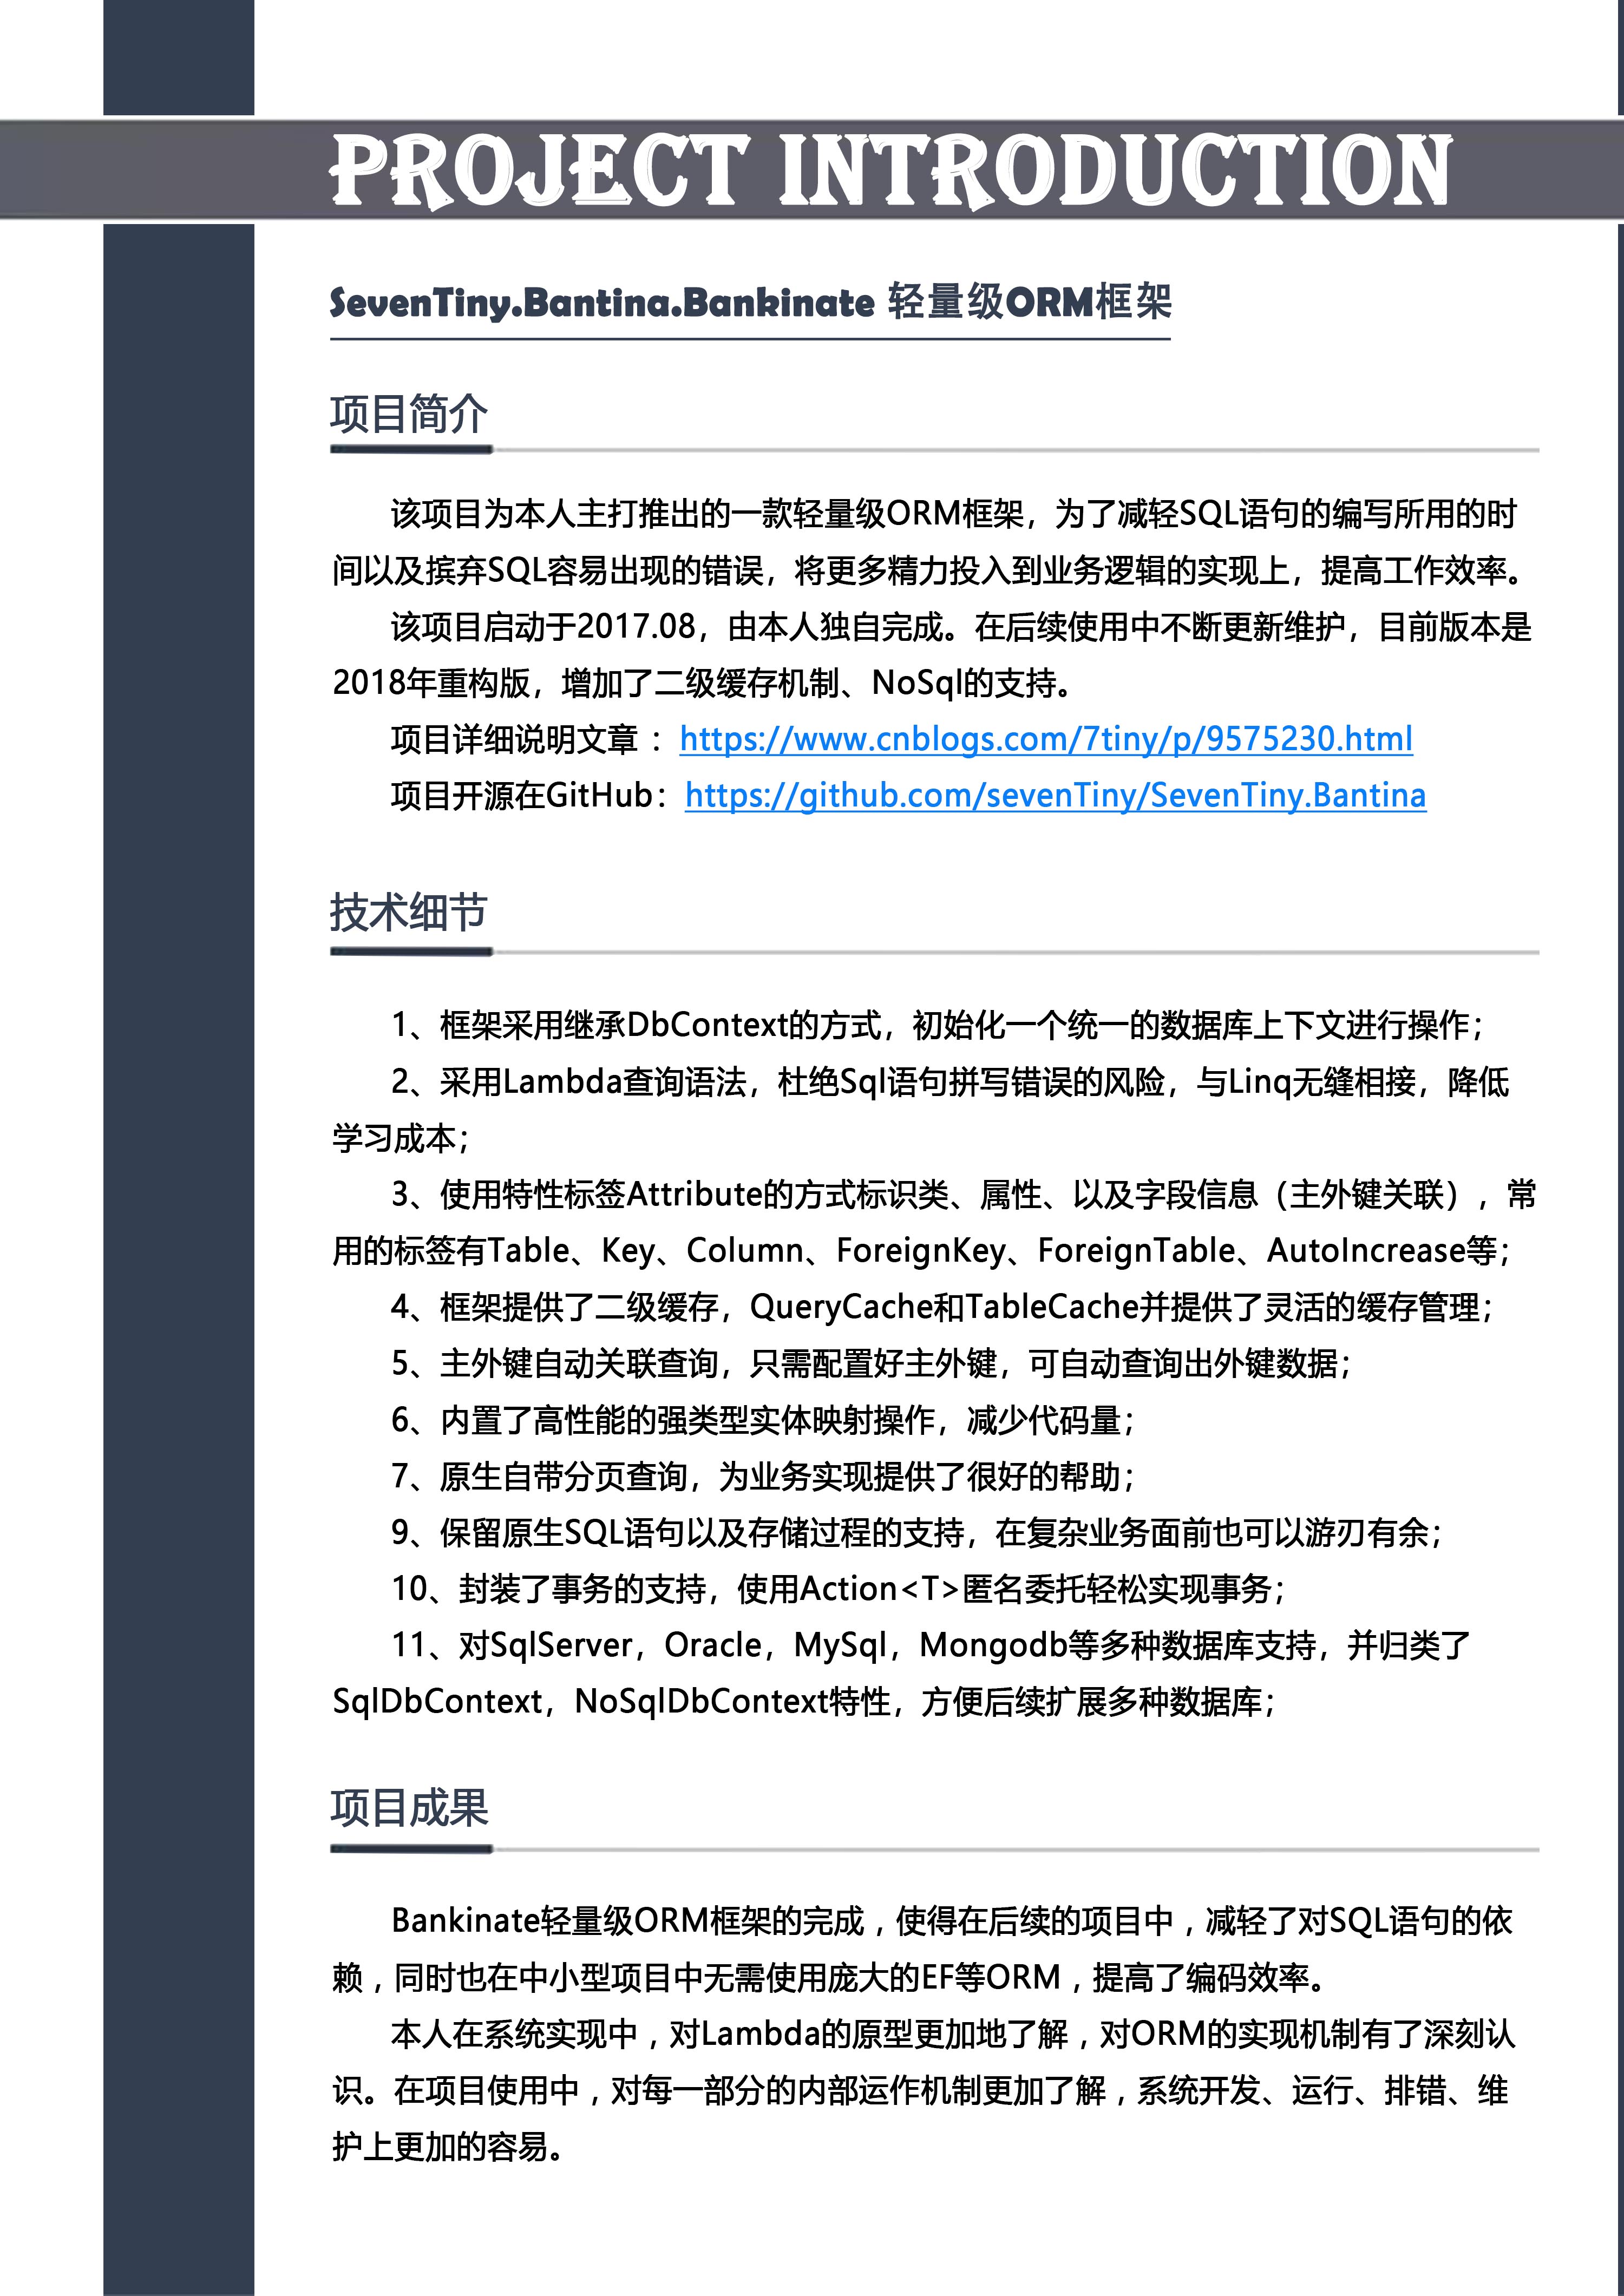 PROJECT INTRODUCTION
SevenTiny.Bantina.Bankinate 轻量级ORM框架
项目简介
该项目为本人主打推出的一款轻量级ORM框架，为了减轻SQL语句的编写所用的时
间以及摈弃SQL容易出现的错误，将更多精力投入到业务逻辑的实现上，提高工作效率。
该项目启动于2017.08，由本人独自完成。在后续使用中不断更新维护，目前版本是
2018年重构版，增加了二级缓存机制、NoSql的支持。
项目详细说明文章 ：https://www.cnblogs.com/7tiny/p/9575230.html
项目开源在GitHub：https://github.com/sevenTiny/SevenTiny.Bantina
技术细节
1、框架采用继承DbContext的方式，初始化一个统一的数据库上下文进行操作；
2、采用Lambda查询语法，杜绝Sql语句拼写错误的风险，与Linq无缝相接，降低
学习成本；
3、使用特性标签Attribute的方式标识类、属性、以及字段信息（主外键关联），常
用的标签有Table、Key、Column、ForeignKey、ForeignTable、AutoIncrease等；
4、框架提供了二级缓存，QueryCache和TableCache并提供了灵活的缓存管理；
5、主外键自动关联查询，只需配置好主外键，可自动查询出外键数据；
6、内置了高性能的强类型实体映射操作，减少代码量；
7、原生自带分页查询，为业务实现提供了很好的帮助；
9、保留原生SQL语句以及存储过程的支持，在复杂业务面前也可以游刃有余；
10、封装了事务的支持，使用Action<T>匿名委托轻松实现事务；
11、对SqlServer，Oracle，MySql，Mongodb等多种数据库支持，并归类了
SqlDbContext，NoSqlDbContext特性，方便后续扩展多种数据库；
项目成果
Bankinate轻量级ORM框架的完成，使得在后续的项目中，减轻了对SQL语句的依
赖，同时也在中小型项目中无需使用庞大的EF等ORM，提高了编码效率。
本人在系统实现中，对Lambda的原型更加地了解，对ORM的实现机制有了深刻认
识。在项目使用中，对每一部分的内部运作机制更加了解，系统开发、运行、排错、维
护上更加的容易。